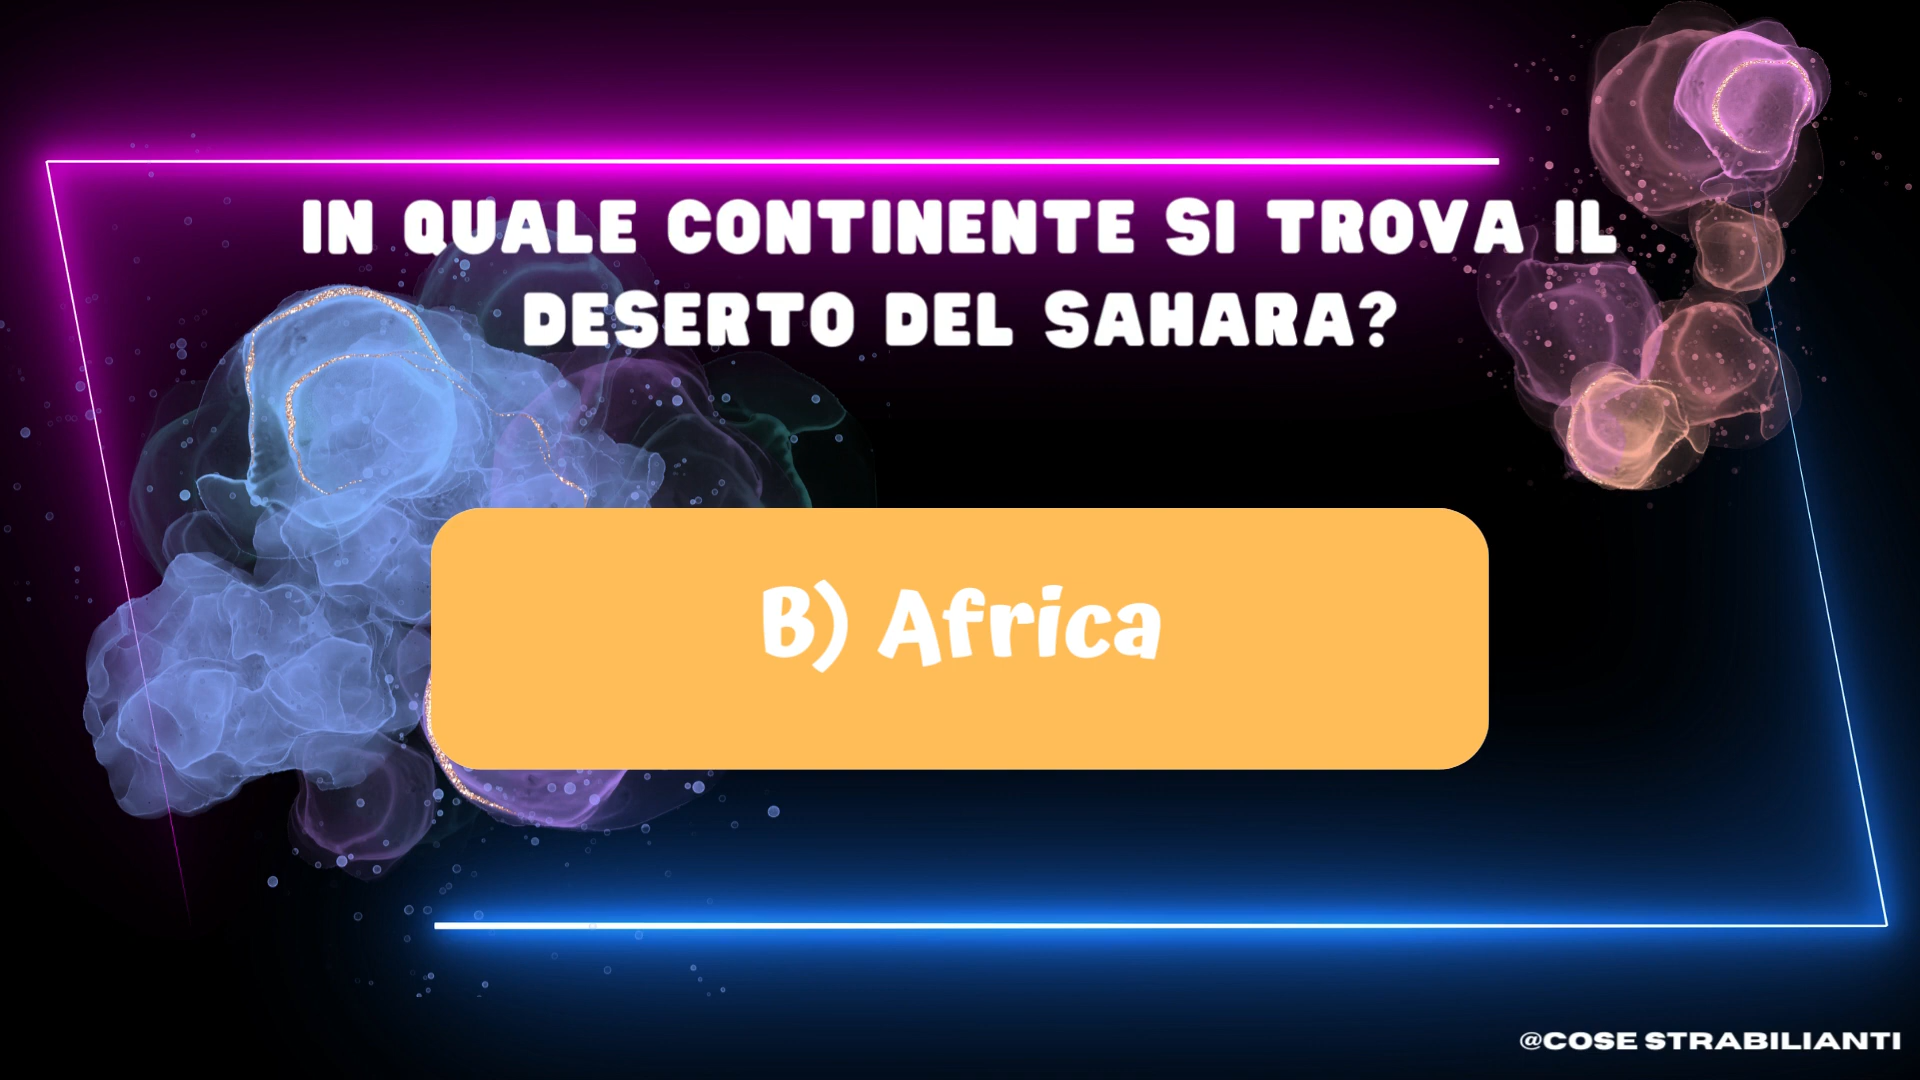 IN QUALE CONTINENTE SI TROVA IL
DESERTO DEL SAHARA?
B) Africa
@COSE STRABILIANTI